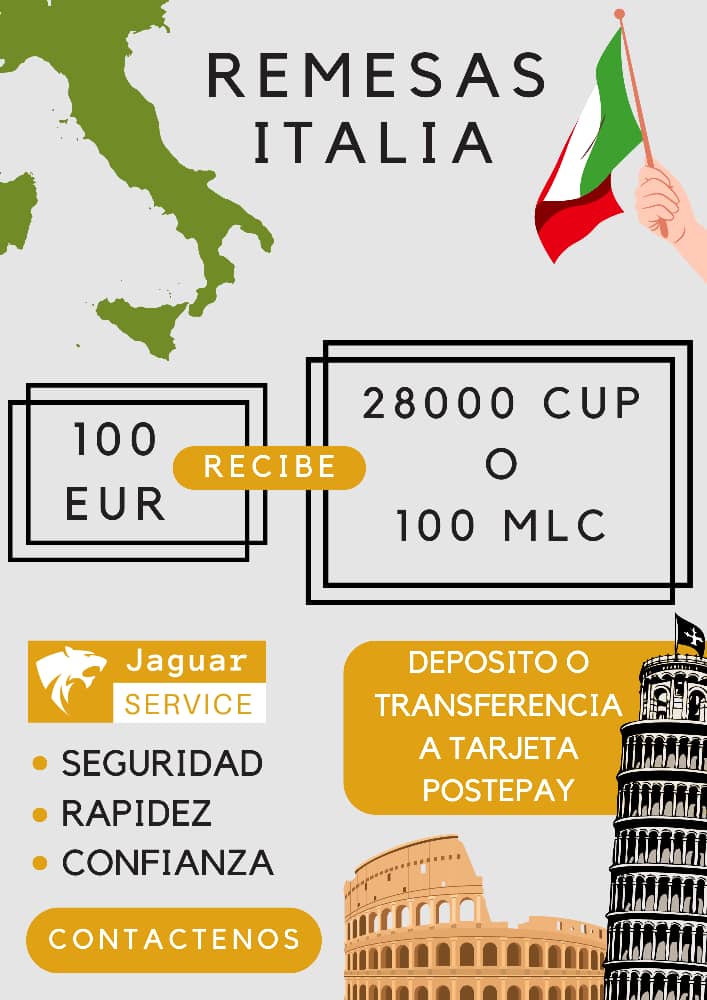 REMESAS
ITALIA
100
EUR
RECIBE
28000 CUP
O
100 MLC
Jaguar
SERVICE
SEGURIDAD
RAPIDEZ
CONFIANZA
CONTACTENOS
DEPOSITO O
TRANSFERENCIA
A TARJETA
POSTEPAY